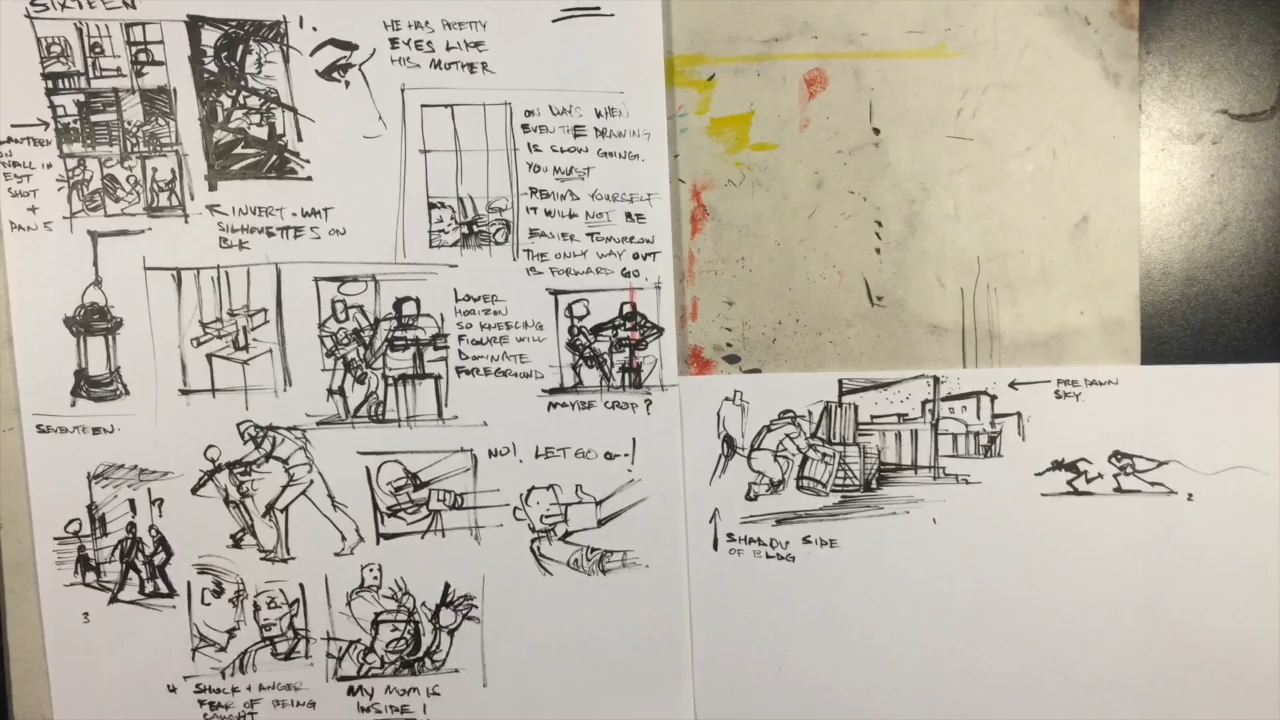 SIXTEEN
1.
HE HAS PRETTY
EYES LIKE
HIS MOTHER
LANTERN
ON
WALL IN
EST
SHOT
+
PAN 5
INVERT - WHT
SILHOUETTES ON
BLK
ON DAYS WHEN
EVEN THE DRAWING
IS SLOW GOING.
YOU MUST
REMIND YOURSELF
IT WILL NOT BE
EASIER TOMORROW
THE ONLY WAY OUT
IS FORWARD GO.
LOWER
HORIZON
SO KNEELING
FIGURE WILL
DOMINATE
FOREGROUND
MAYBE CROP?
SEVENTEEN.
! ?
3
NO! LET GO O--!
4 SHOCK + ANGER
FEAR OF BEING
CAUGHT
MY MOM IS
INSIDE!
PRE DAWN
SKY.
SHADY SIDE
OF BLDG
2